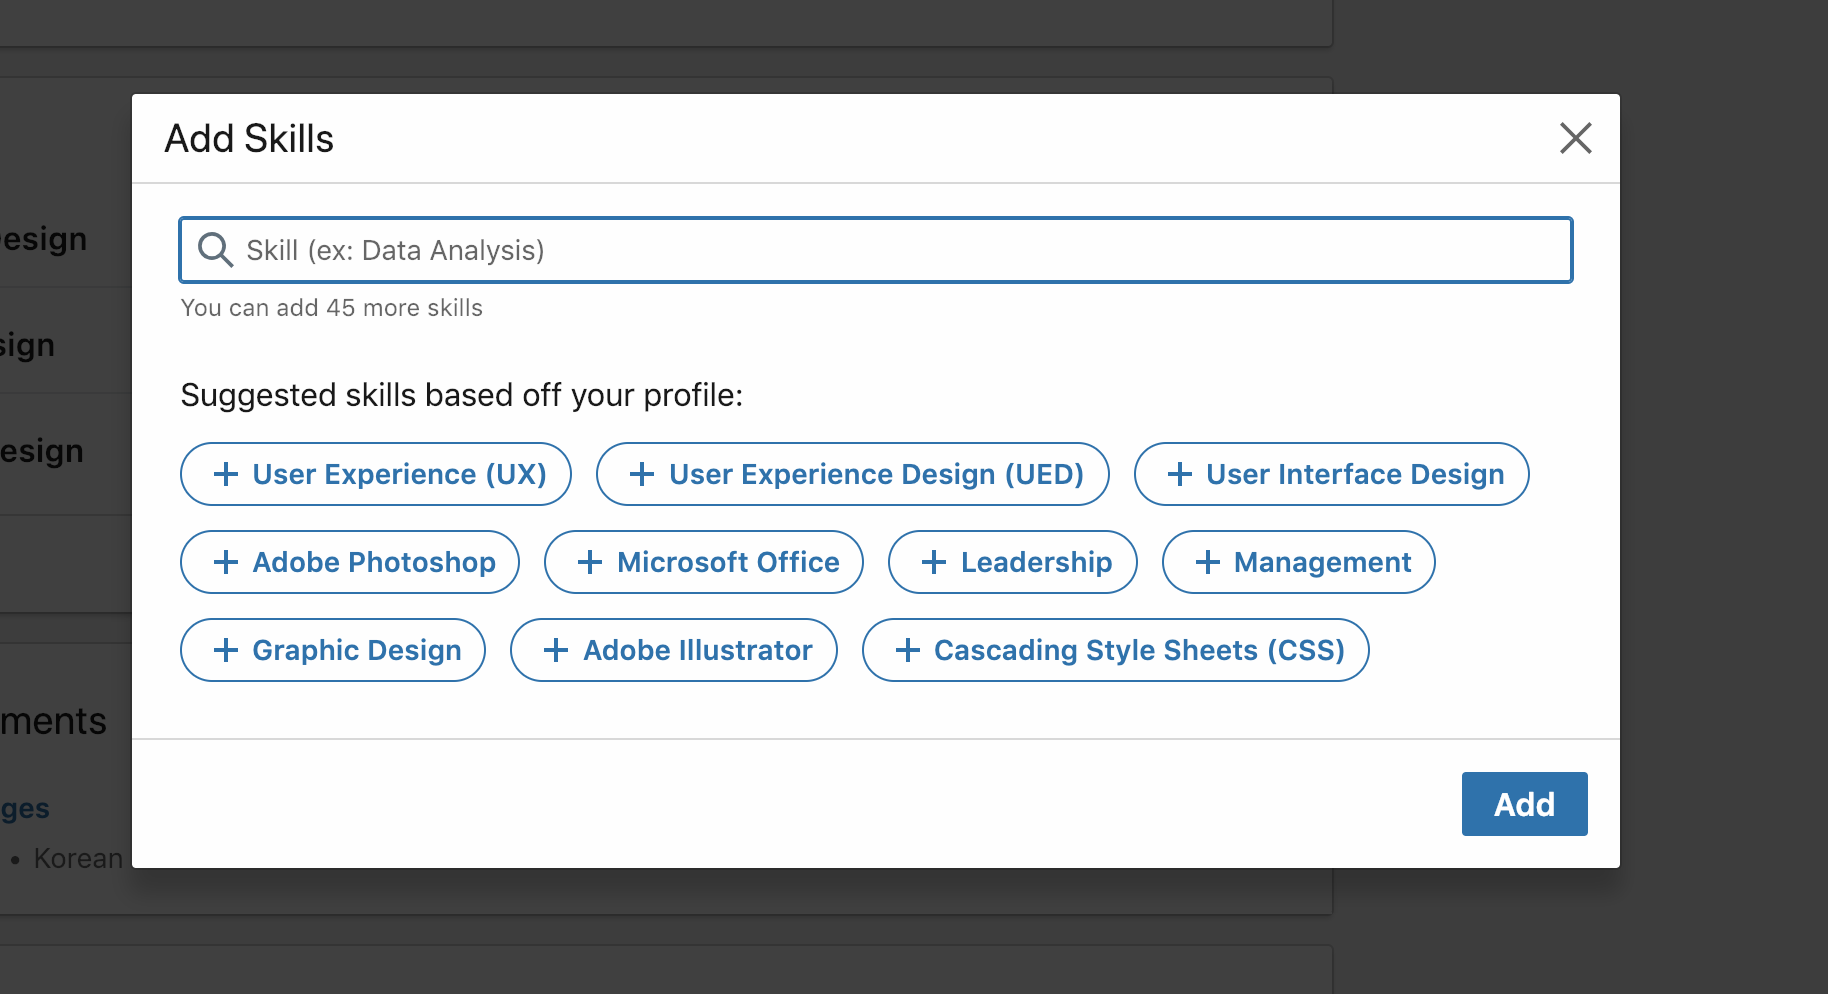 Add Skills
Skill (ex: Data Analysis)
You can add 45 more skills
Suggested skills based off your profile:
+ User Experience (UX)
+ User Experience Design (UED)
+ User Interface Design
+ Adobe Photoshop
+ Microsoft Office
+ Leadership
+ Management
+ Graphic Design
+ Adobe Illustrator
+ Cascading Style Sheets (CSS)
Add
esign
sign
esign
ments
ges
• Korean